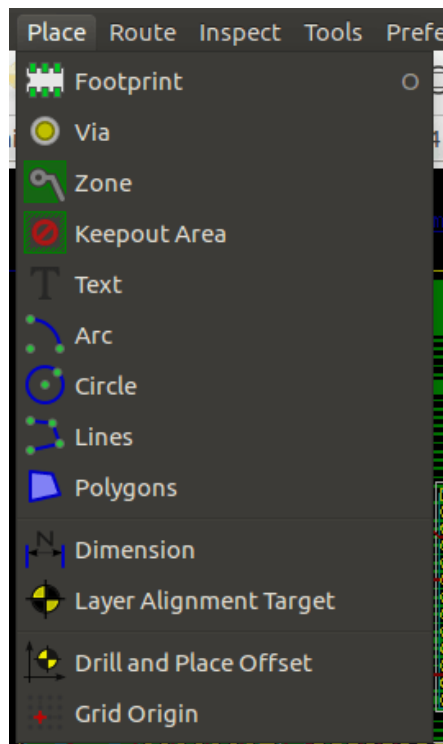 Place Route Inspect Tools Prefe
Footprint O
Via
Zone
Keepout Area
T Text
Arc
Circle
Lines
Polygons
N Dimension
Layer Alignment Target
Drill and Place Offset
Grid Origin